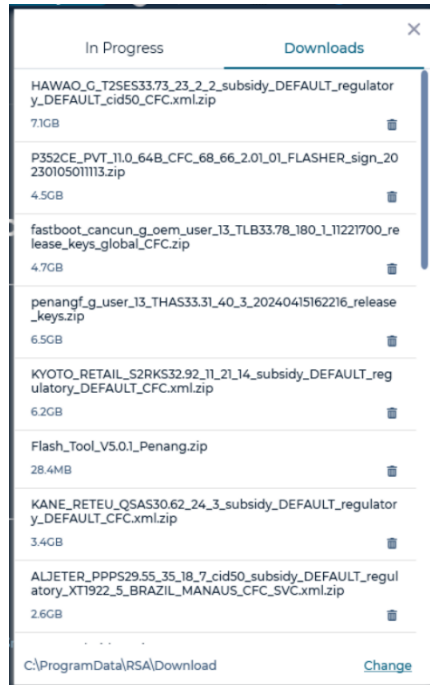 In Progress
Downloads
HAWAO_G_T2SES33.73_23_2_2_subsidy_DEFAULT_regulator
y_DEFAULT_cid50_CFC.xml.zip
7.1GB
P352CE_PVT_11.0_64B_CFC_68_66_2.01_01_FLASHER_sign_20
230105011113.zip
4.5GB
fastboot_cancun_g_oem_user_13_TLB33.78_180_1_11221700_re
lease_keys_global_CFC.zip
4.7GB
penangf_g_user_13_THAS33.31_40_3_20240415162216_release
_keys.zip
6.5GB
KYOTO_RETAIL_S2RKS32.92_11_21_14_subsidy_DEFAULT_reg
ulatory_DEFAULT_CFC.xml.zip
6.2GB
Flash_Tool_V5.0.1_Penang.zip
28.4MB
KANE_RETEU_QSAS30.62_24_3_subsidy_DEFAULT_regulator
y_DEFAULT_CFC.xml.zip
3.4GB
ALJETER_PPPS29.55_35_18_7_cid50_subsidy_DEFAULT_regul
atory_XT1922_5_BRAZIL_MANAUS_CFC_SVC.xml.zip
2.6GB
C:\ProgramData\RSA\Download
Change